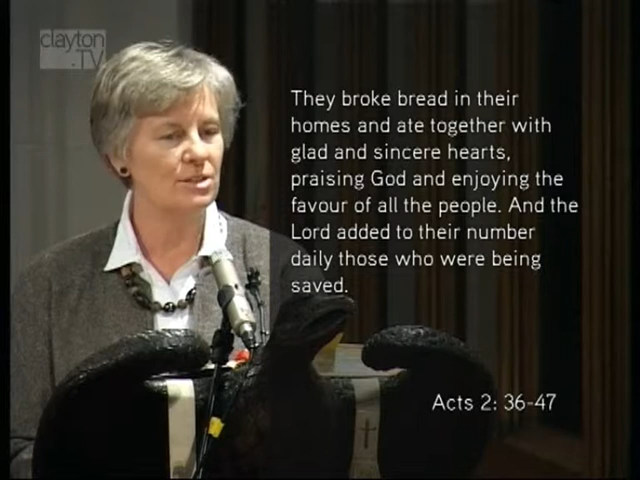 clayton
.TV
They broke bread in their
homes and ate together with
glad and sincere hearts,
praising God and enjoying the
favour of all the people. And the
Lord added to their number
daily those who were being
saved.
Acts 2: 36-47